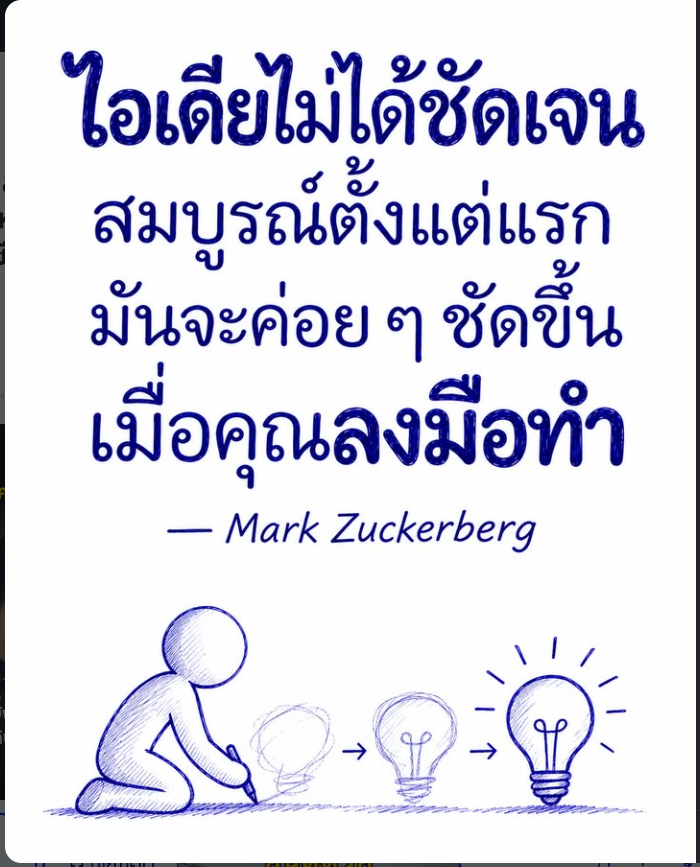 ไอเดียไม่ได้ชัดเจน
สมบูรณ์ตั้งแต่แรก
มันจะค่อย ๆ ชัดขึ้น
เมื่อคุณลงมือทำ
— Mark Zuckerberg